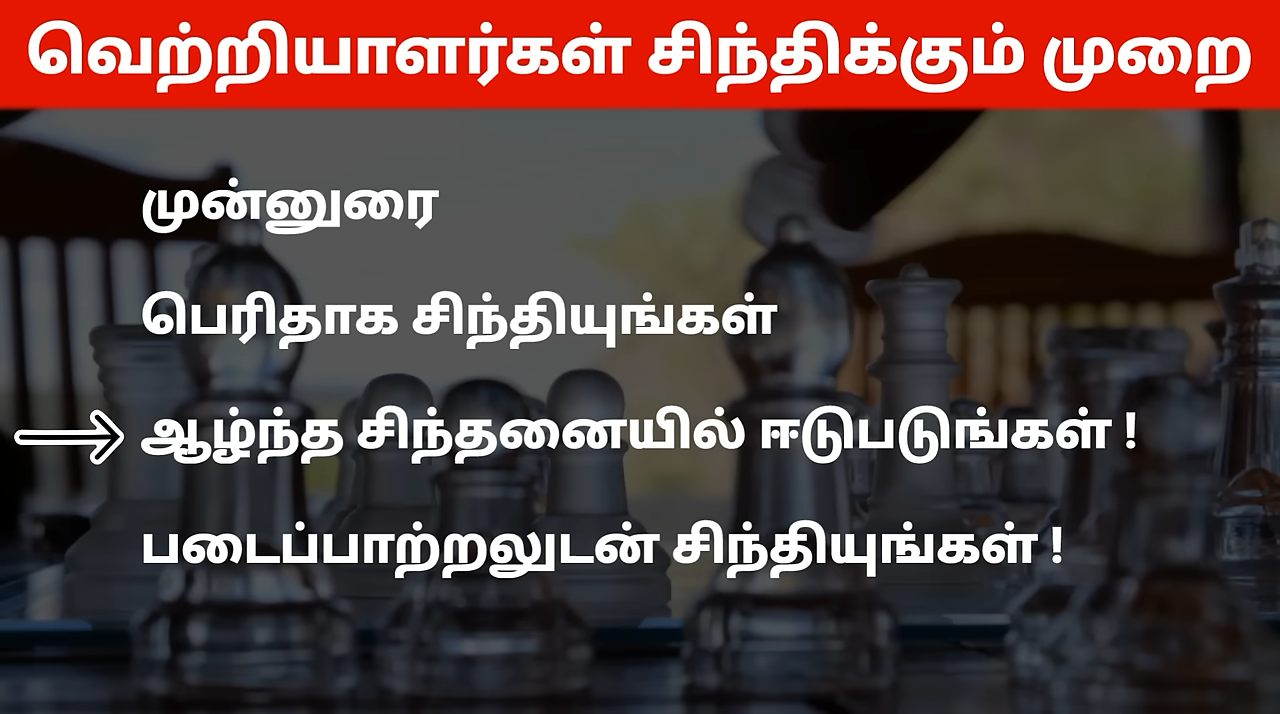 வெற்றியாளர்கள் சிந்திக்கும் முறை
முன்னுரை
பெரிதாக சிந்தியுங்கள்
ஆழ்ந்த சிந்தனையில் ஈடுபடுங்கள் !
படைப்பாற்றலுடன் சிந்தியுங்கள் !